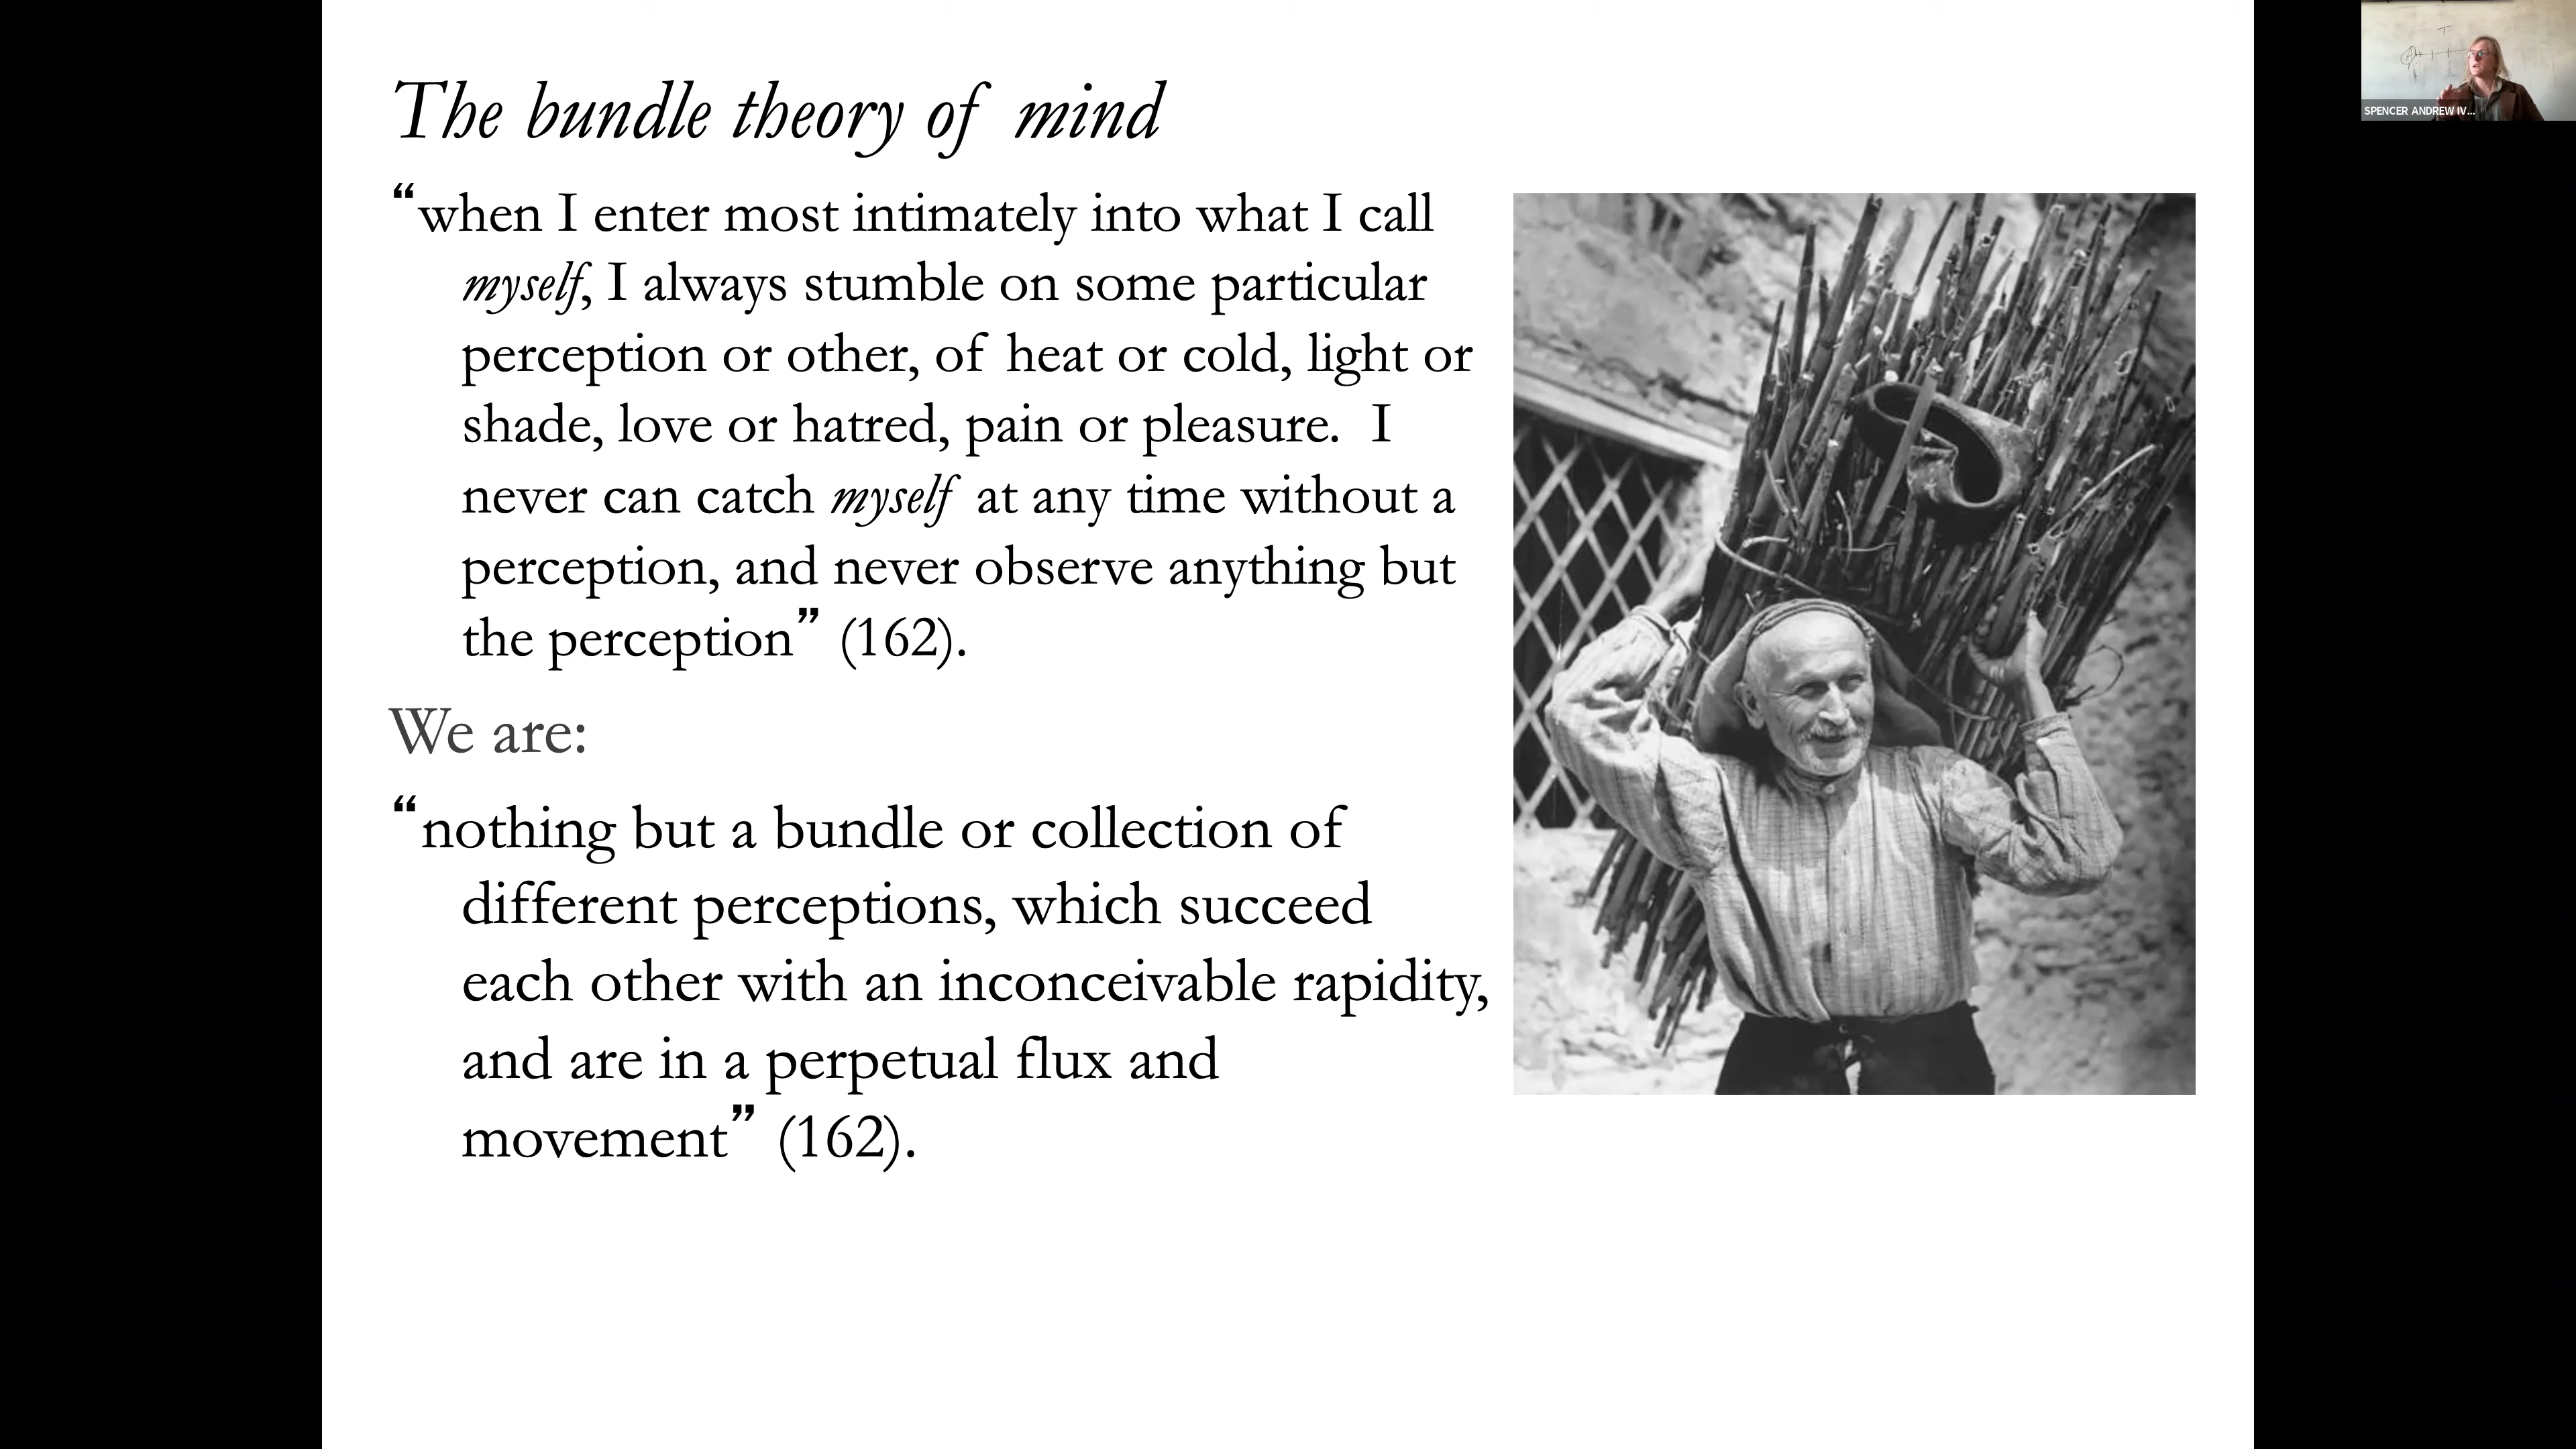 The bundle theory of mind
“when I enter most intimately into what I call
myself, I always stumble on some particular
perception or other, of heat or cold, light or
shade, love or hatred, pain or pleasure. I
never can catch myself at any time without a
perception, and never observe anything but
the perception” (162).
We are:
“nothing but a bundle or collection of
different perceptions, which succeed
each other with an inconceivable rapidity,
and are in a perpetual flux and
movement” (162).
SPENCER ANDREW IV...